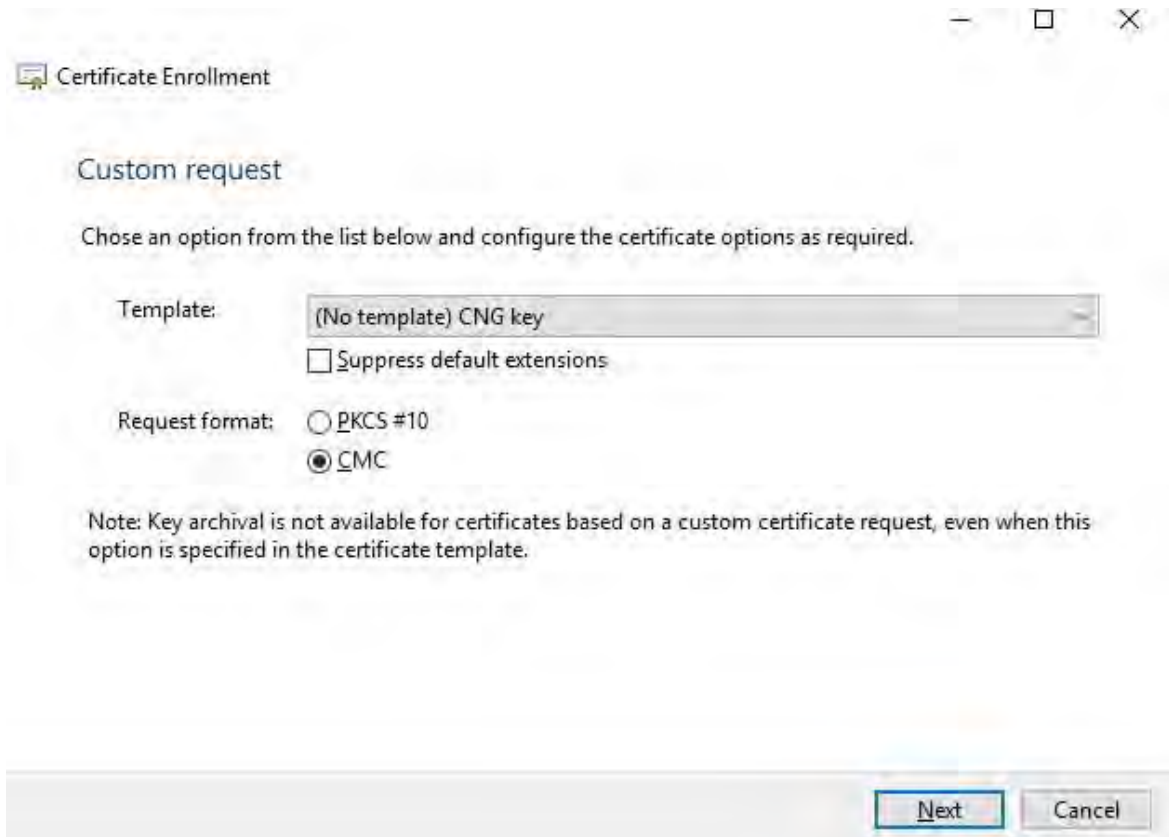 Certificate Enrollment
Custom request
Chose an option from the list below and configure the certificate options as required.
Template:
(No template) CNG key
Suppress default extensions
Request format:
PKCS #10
CMC
Note: Key archival is not available for certificates based on a custom certificate request, even when this
option is specified in the certificate template.
Next
Cancel